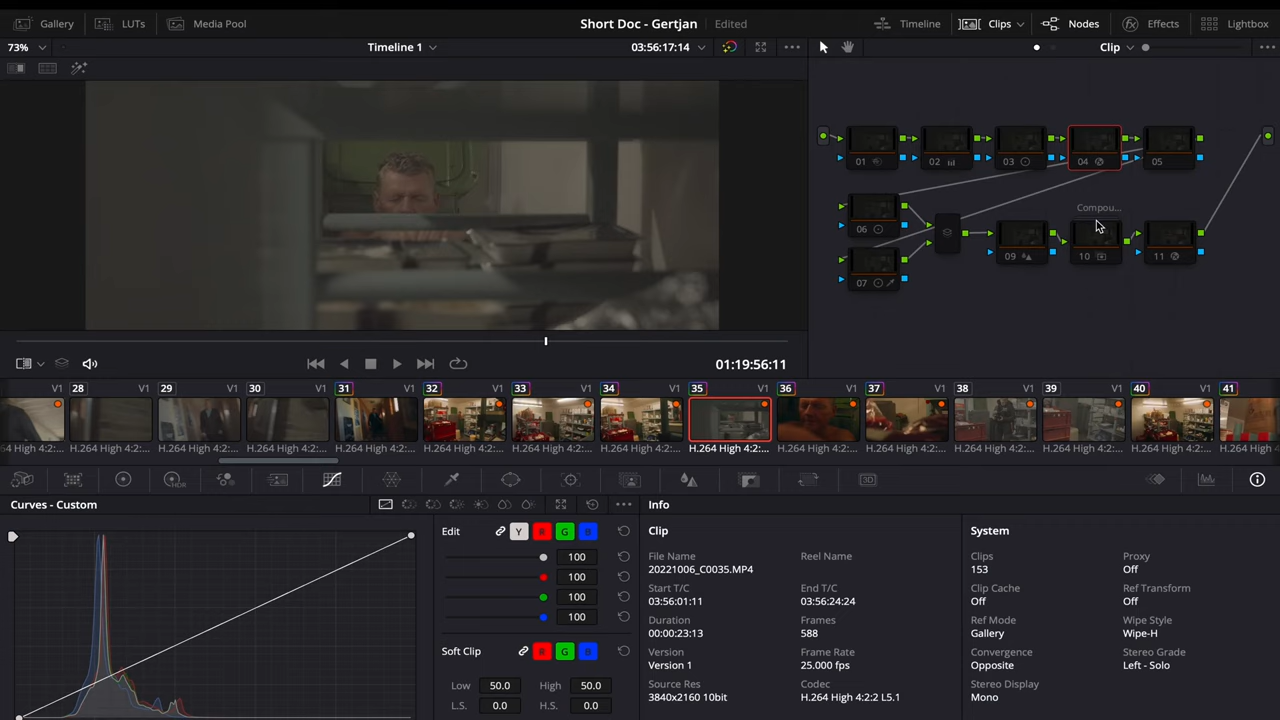 Gallery LUTs Media Pool Short Doc - Gertjan Edited Timeline Clips Nodes Effects Lightbox
73% Timeline 1 03:56:17:14 Clip
01 02 03 04 05
Compou...
06
09 10 11
07
01:19:56:11
V1 28 V1 29 V1 30 V1 31 V1 32 V1 33 V1 34 V1 35 V1 36 V1 37 V1 38 V1 39 V1 40 V1 41
64 High 4:2:... H.264 High 4:2:... H.264 High 4:2:... H.264 High 4:2:... H.264 High 4:2:... H.264 High 4:2:... H.264 High 4:2:... H.264 High 4:2:... H.264 High 4:2:... H.264 High 4:2:... H.264 High 4:2:... H.264 High 4:2:... H.264 High 4:2:... H.264 High 4:2:... H.264 High
HDR 3D
Curves - Custom Info
Edit Y R G B
100
100
100
100
Soft Clip R G B
Low 50.0 High 50.0
L.S. 0.0 H.S. 0.0
Clip
File Name Reel Name
20221006_C0035.MP4
Start T/C End T/C
03:56:01:11 03:56:24:24
Duration Frames
00:00:23:13 588
Version Frame Rate
Version 1 25.000 fps
Source Res Codec
3840x2160 10bit H.264 High 4:2:2 L5.1
System
Clips Proxy
153 Off
Clip Cache Ref Transform
Off Off
Ref Mode Wipe Style
Gallery Wipe-H
Convergence Stereo Grade
Opposite Left - Solo
Stereo Display
Mono